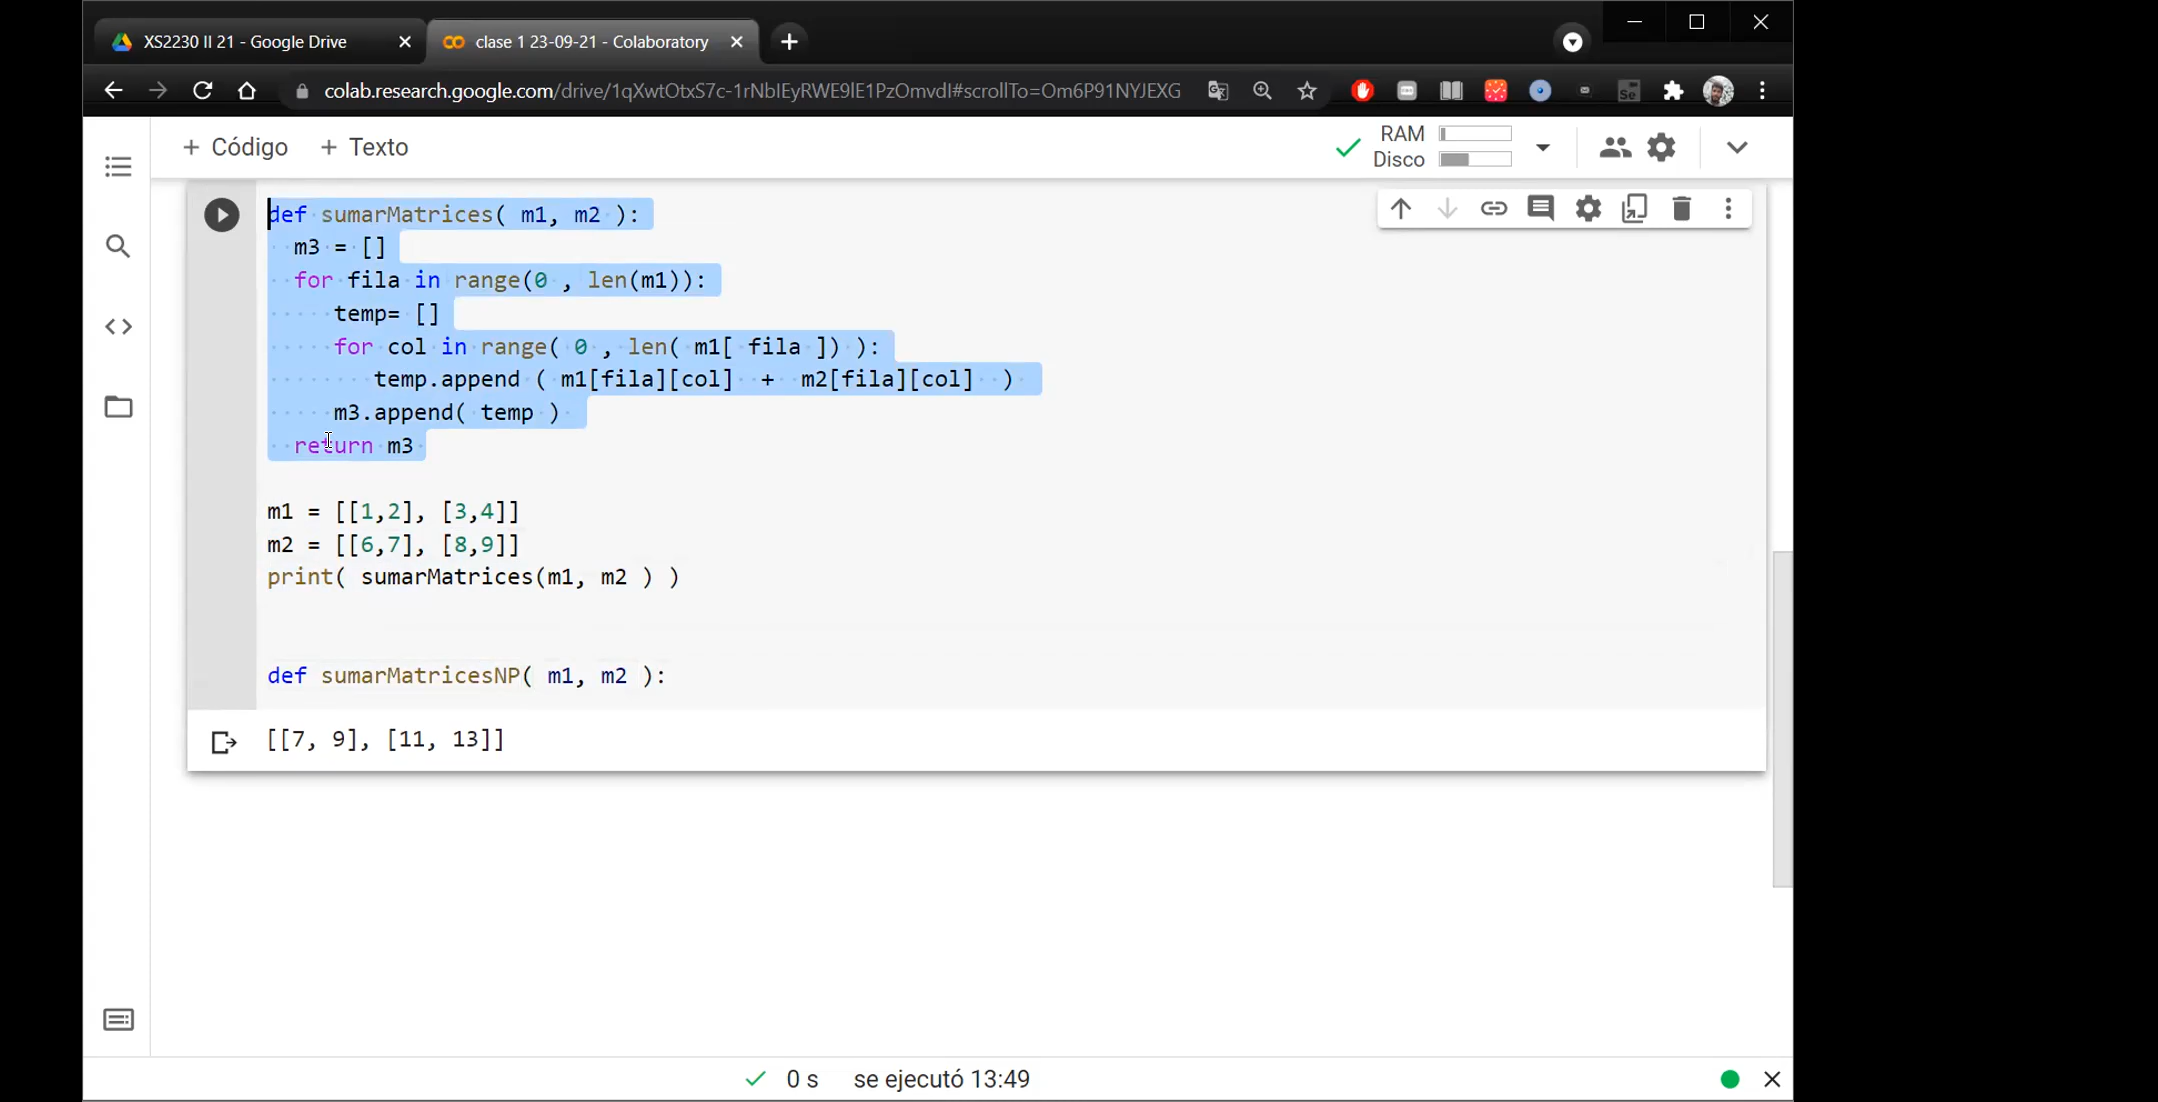 XS2230 II 21 - Google Drive
clase 1 23-09-21 - Colaboratory
colab.research.google.com/drive/1qXwtOtxS7c-1rNbIEyRWE9lE1PzOmvdI#scrollTo=Om6P91NYJEXG
+ Código + Texto
RAM
Disco
def sumarMatrices( m1, m2 ):
m3 = []
for fila in range(0 , len(m1)):
temp= []
for col in range( 0 , len( m1[ fila ]) ):
temp.append ( m1[fila][col] + m2[fila][col] )
m3.append( temp )
return m3
m1 = [[1,2], [3,4]]
m2 = [[6,7], [8,9]]
print( sumarMatrices(m1, m2 ) )
def sumarMatricesNP( m1, m2 ):
[[7, 9], [11, 13]]
0 s se ejecutó 13:49